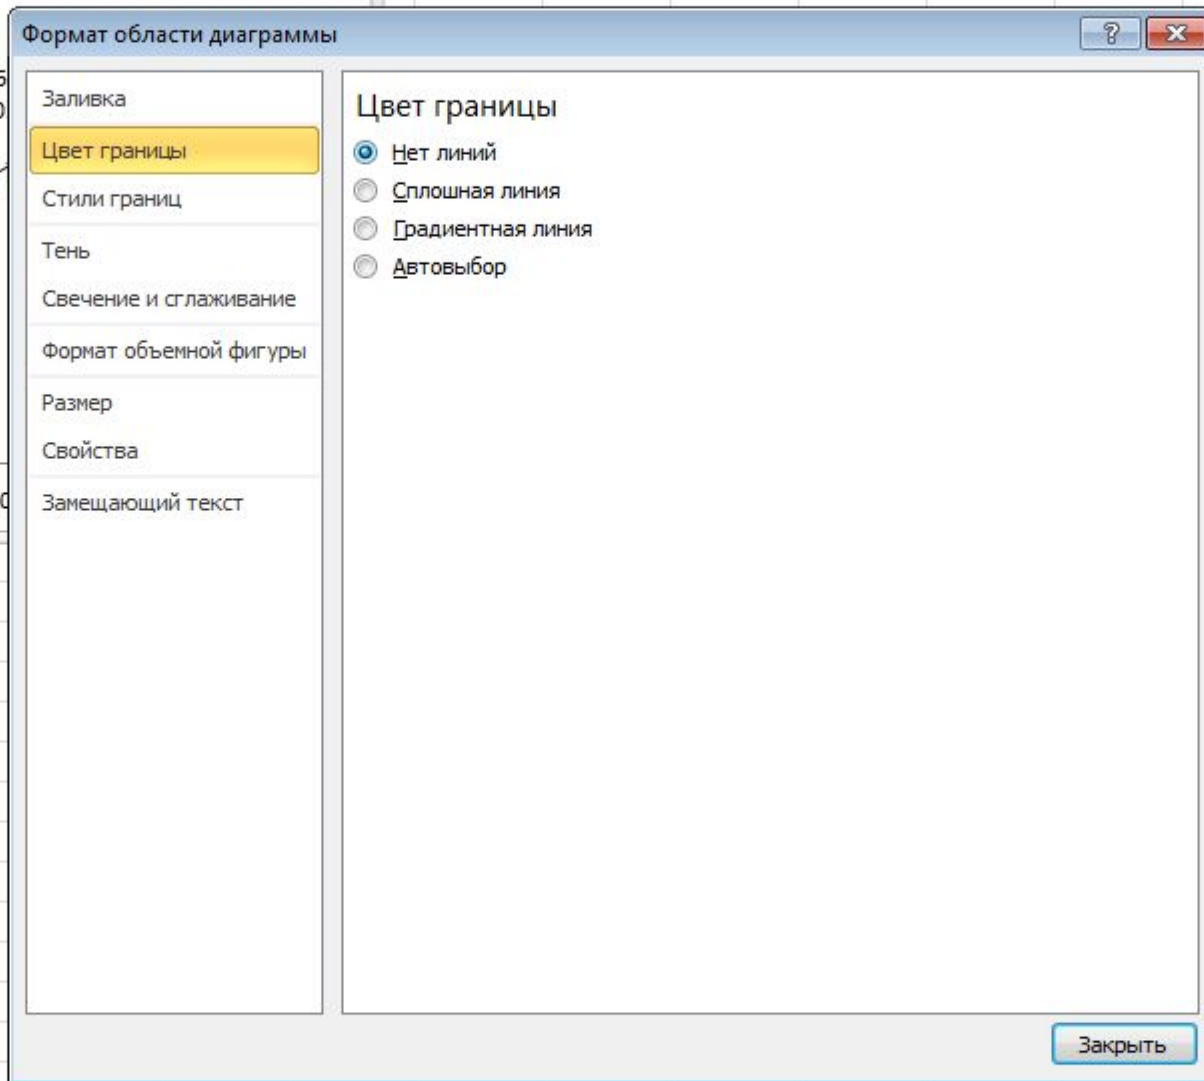 Формат области диаграммы
Заливка
Цвет границы
Стили границ
Тень
Свечение и сглаживание
Формат объемной фигуры
Размер
Свойства
Замещающий текст
Цвет границы
Нет линий
Сплошная линия
Градиентная линия
Автовыбор
Закрыть